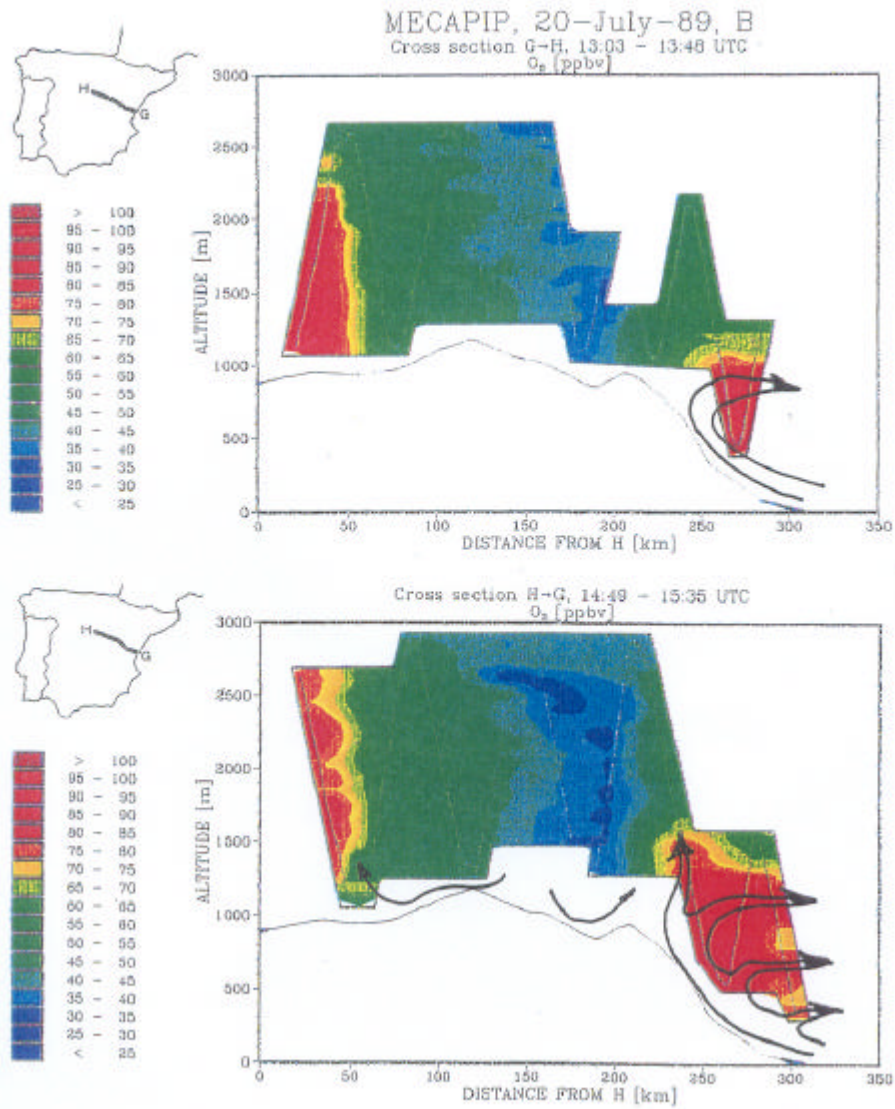 MECAPIP, 20-July-89, B
Cross section G→H, 13:03 - 13:48 UTC
O₃ [ppbv]
H
G
> 100
95 - 100
90 - 95
85 - 90
80 - 85
75 - 80
70 - 75
65 - 70
60 - 65
55 - 60
50 - 55
45 - 50
40 - 45
35 - 40
30 - 35
25 - 30
< 25
ALTITUDE [m]
3000
2500
2000
1500
1000
500
0
0 50 100 150 200 250 300 350
DISTANCE FROM H [km]
Cross section H→G, 14:49 - 15:35 UTC
O₃ [ppbv]
H
G
> 100
95 - 100
90 - 95
85 - 90
80 - 85
75 - 80
70 - 75
65 - 70
60 - 65
55 - 60
50 - 55
45 - 50
40 - 45
35 - 40
30 - 35
25 - 30
< 25
ALTITUDE [m]
3000
2500
2000
1500
1000
500
0
0 50 100 150 200 250 300 350
DISTANCE FROM H [km]